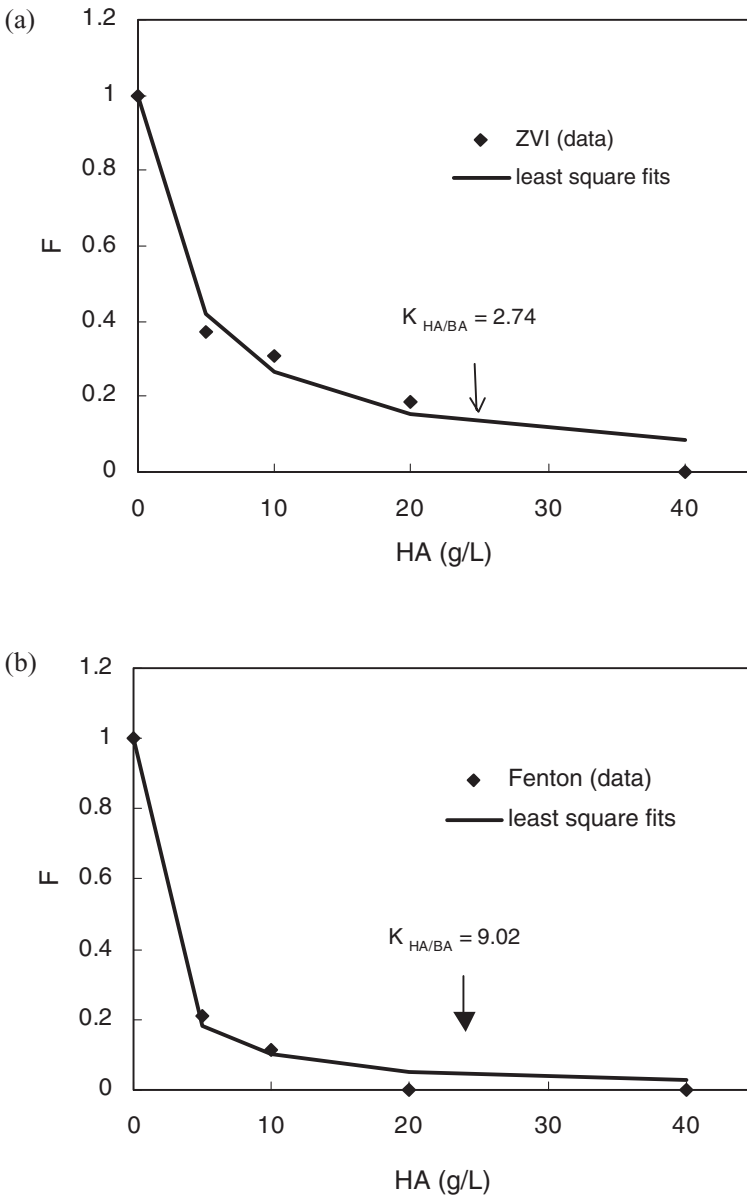 (a)
1.2
1
0.8
0.6
0.4
0.2
0
F
ZVI (data)
least square fits
K HA/BA = 2.74
0 10 20 30 40
HA (g/L)
(b)
1.2
1
0.8
0.6
0.4
0.2
0
F
Fenton (data)
least square fits
K HA/BA = 9.02
0 10 20 30 40
HA (g/L)